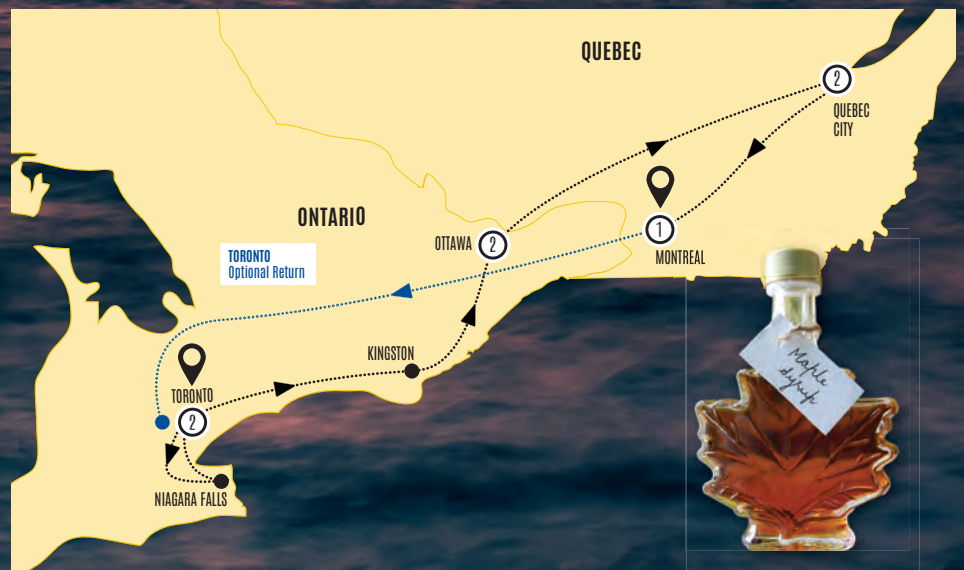 QUEBEC
2
QUEBEC
CITY
ONTARIO
1
MONTREAL
OTTAWA
2
TORONTO
Optional Return
KINGSTON
TORONTO
2
NIAGARA FALLS
Maple
Syrup